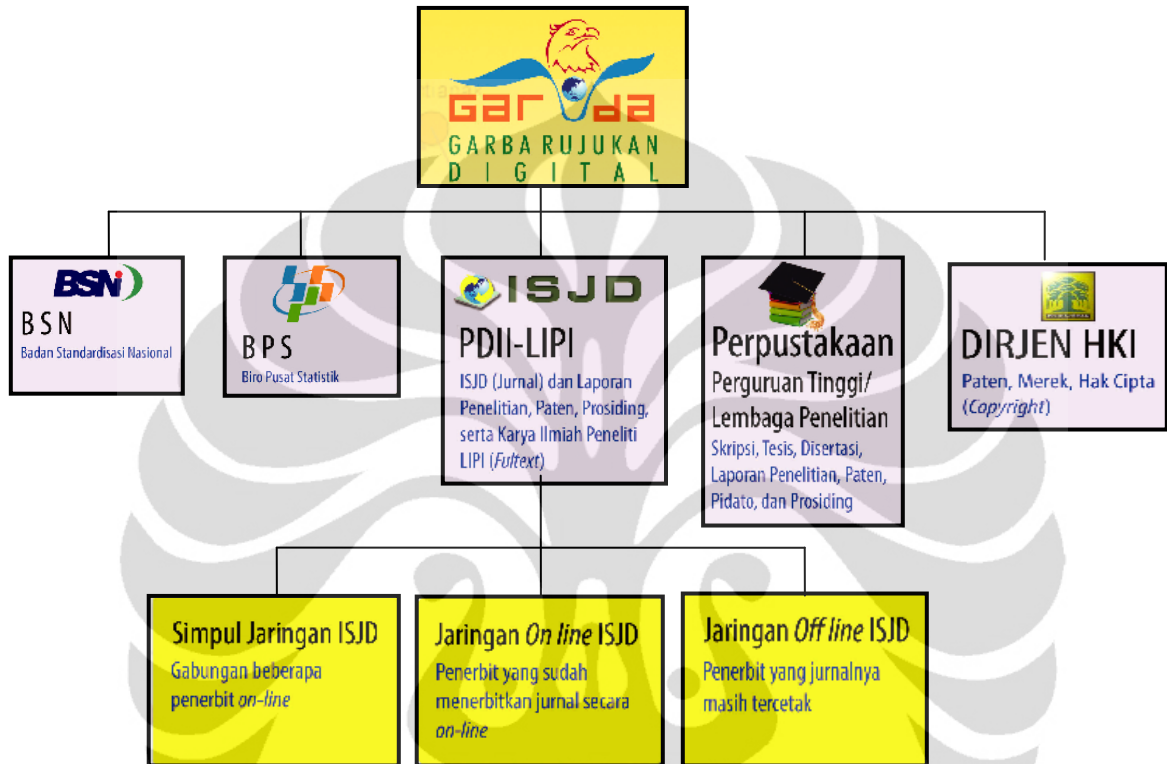 GARUDA
GARBA RUJUKAN
DIGITAL
BSN
BSN
Badan Standardisasi Nasional
BPS
Biro Pusat Statistik
ISJD
PDII-LIPI
ISJD (Jurnal) dan Laporan
Penelitian, Paten, Prosiding,
serta Karya Ilmiah Peneliti
LIPI (Fultext)
Perpustakaan
Perguruan Tinggi/
Lembaga Penelitian
Skripsi, Tesis, Disertasi,
Laporan Penelitian, Paten,
Pidato, dan Prosiding
DIRJEN HKI
Paten, Merek, Hak Cipta
(Copyright)
Simpul Jaringan ISJD
Gabungan beberapa
penerbit on-line
Jaringan On line ISJD
Penerbit yang sudah
menerbitkan jurnal secara
on-line
Jaringan Off line ISJD
Penerbit yang jurnalnya
masih tercetak